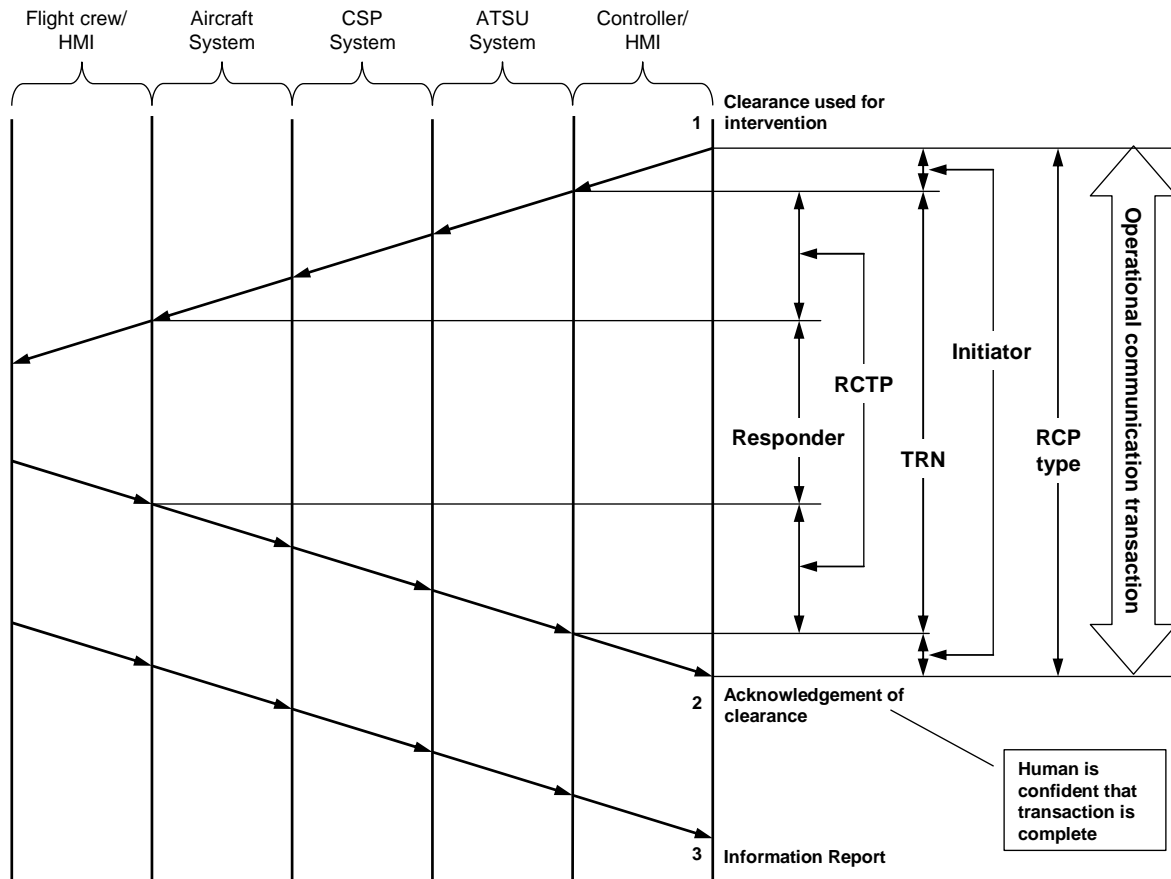 Flight crew/
HMI
Aircraft
System
CSP
System
ATSU
System
Controller/
HMI
1
Clearance used for
intervention
Operational communication transaction
Initiator
RCTP
Responder
TRN
RCP
type
2
Acknowledgement of
clearance
Human is
confident that
transaction is
complete
3
Information Report